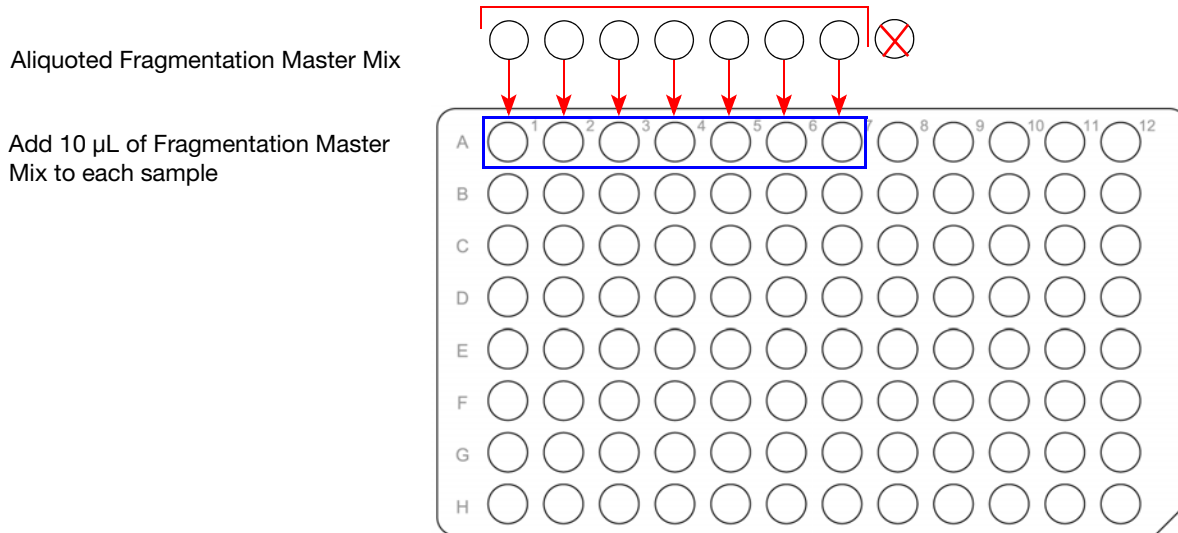 Aliquoted Fragmentation Master Mix
Add 10 µL of Fragmentation Master
Mix to each sample
1 2 3 4 5 6 7 8 9 10 11 12
A
B
C
D
E
F
G
H